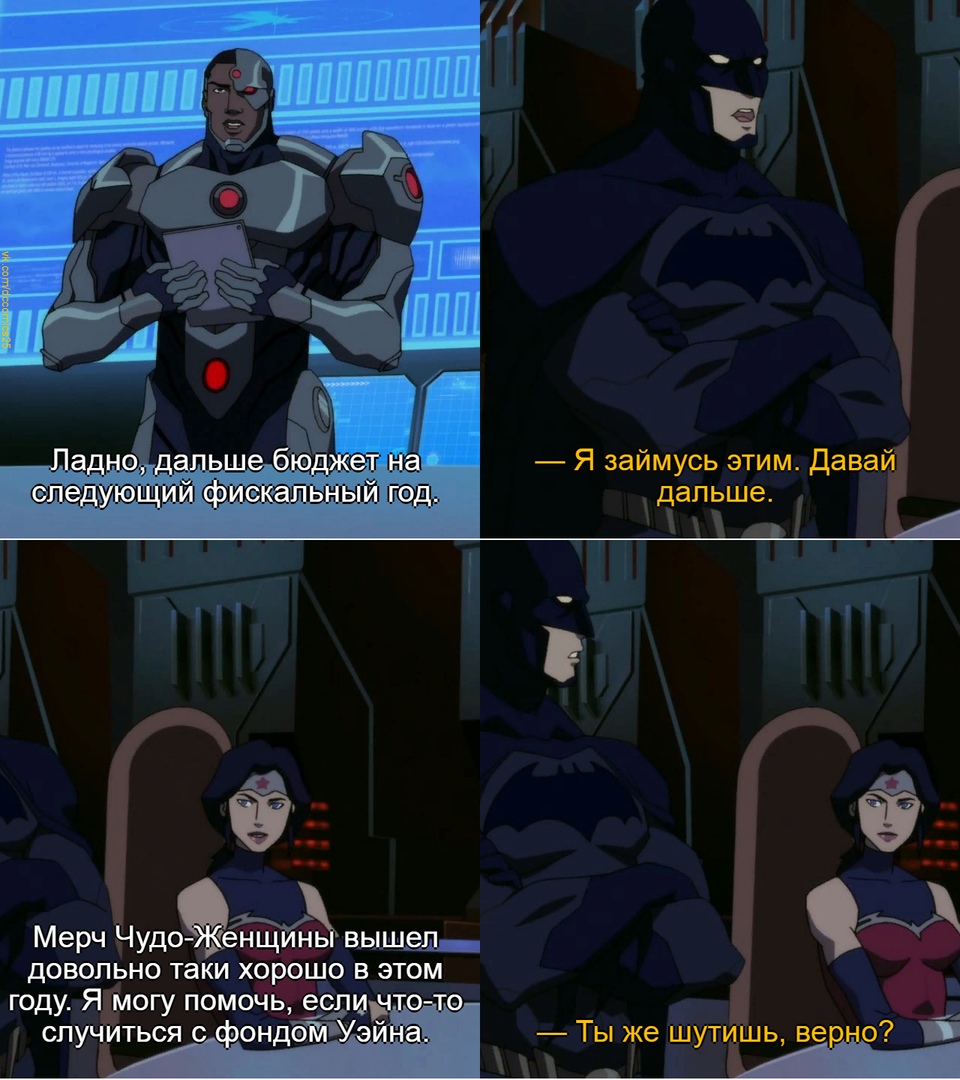 Ладно, дальше бюджет на
следующий фискальный год.
— Я займусь этим. Давай
дальше.
Мерч Чудо-Женщины вышел
довольно таки хорошо в этом
году. Я могу помочь, если что-то
случиться с фондом Уэйна.
— Ты же шутишь, верно?